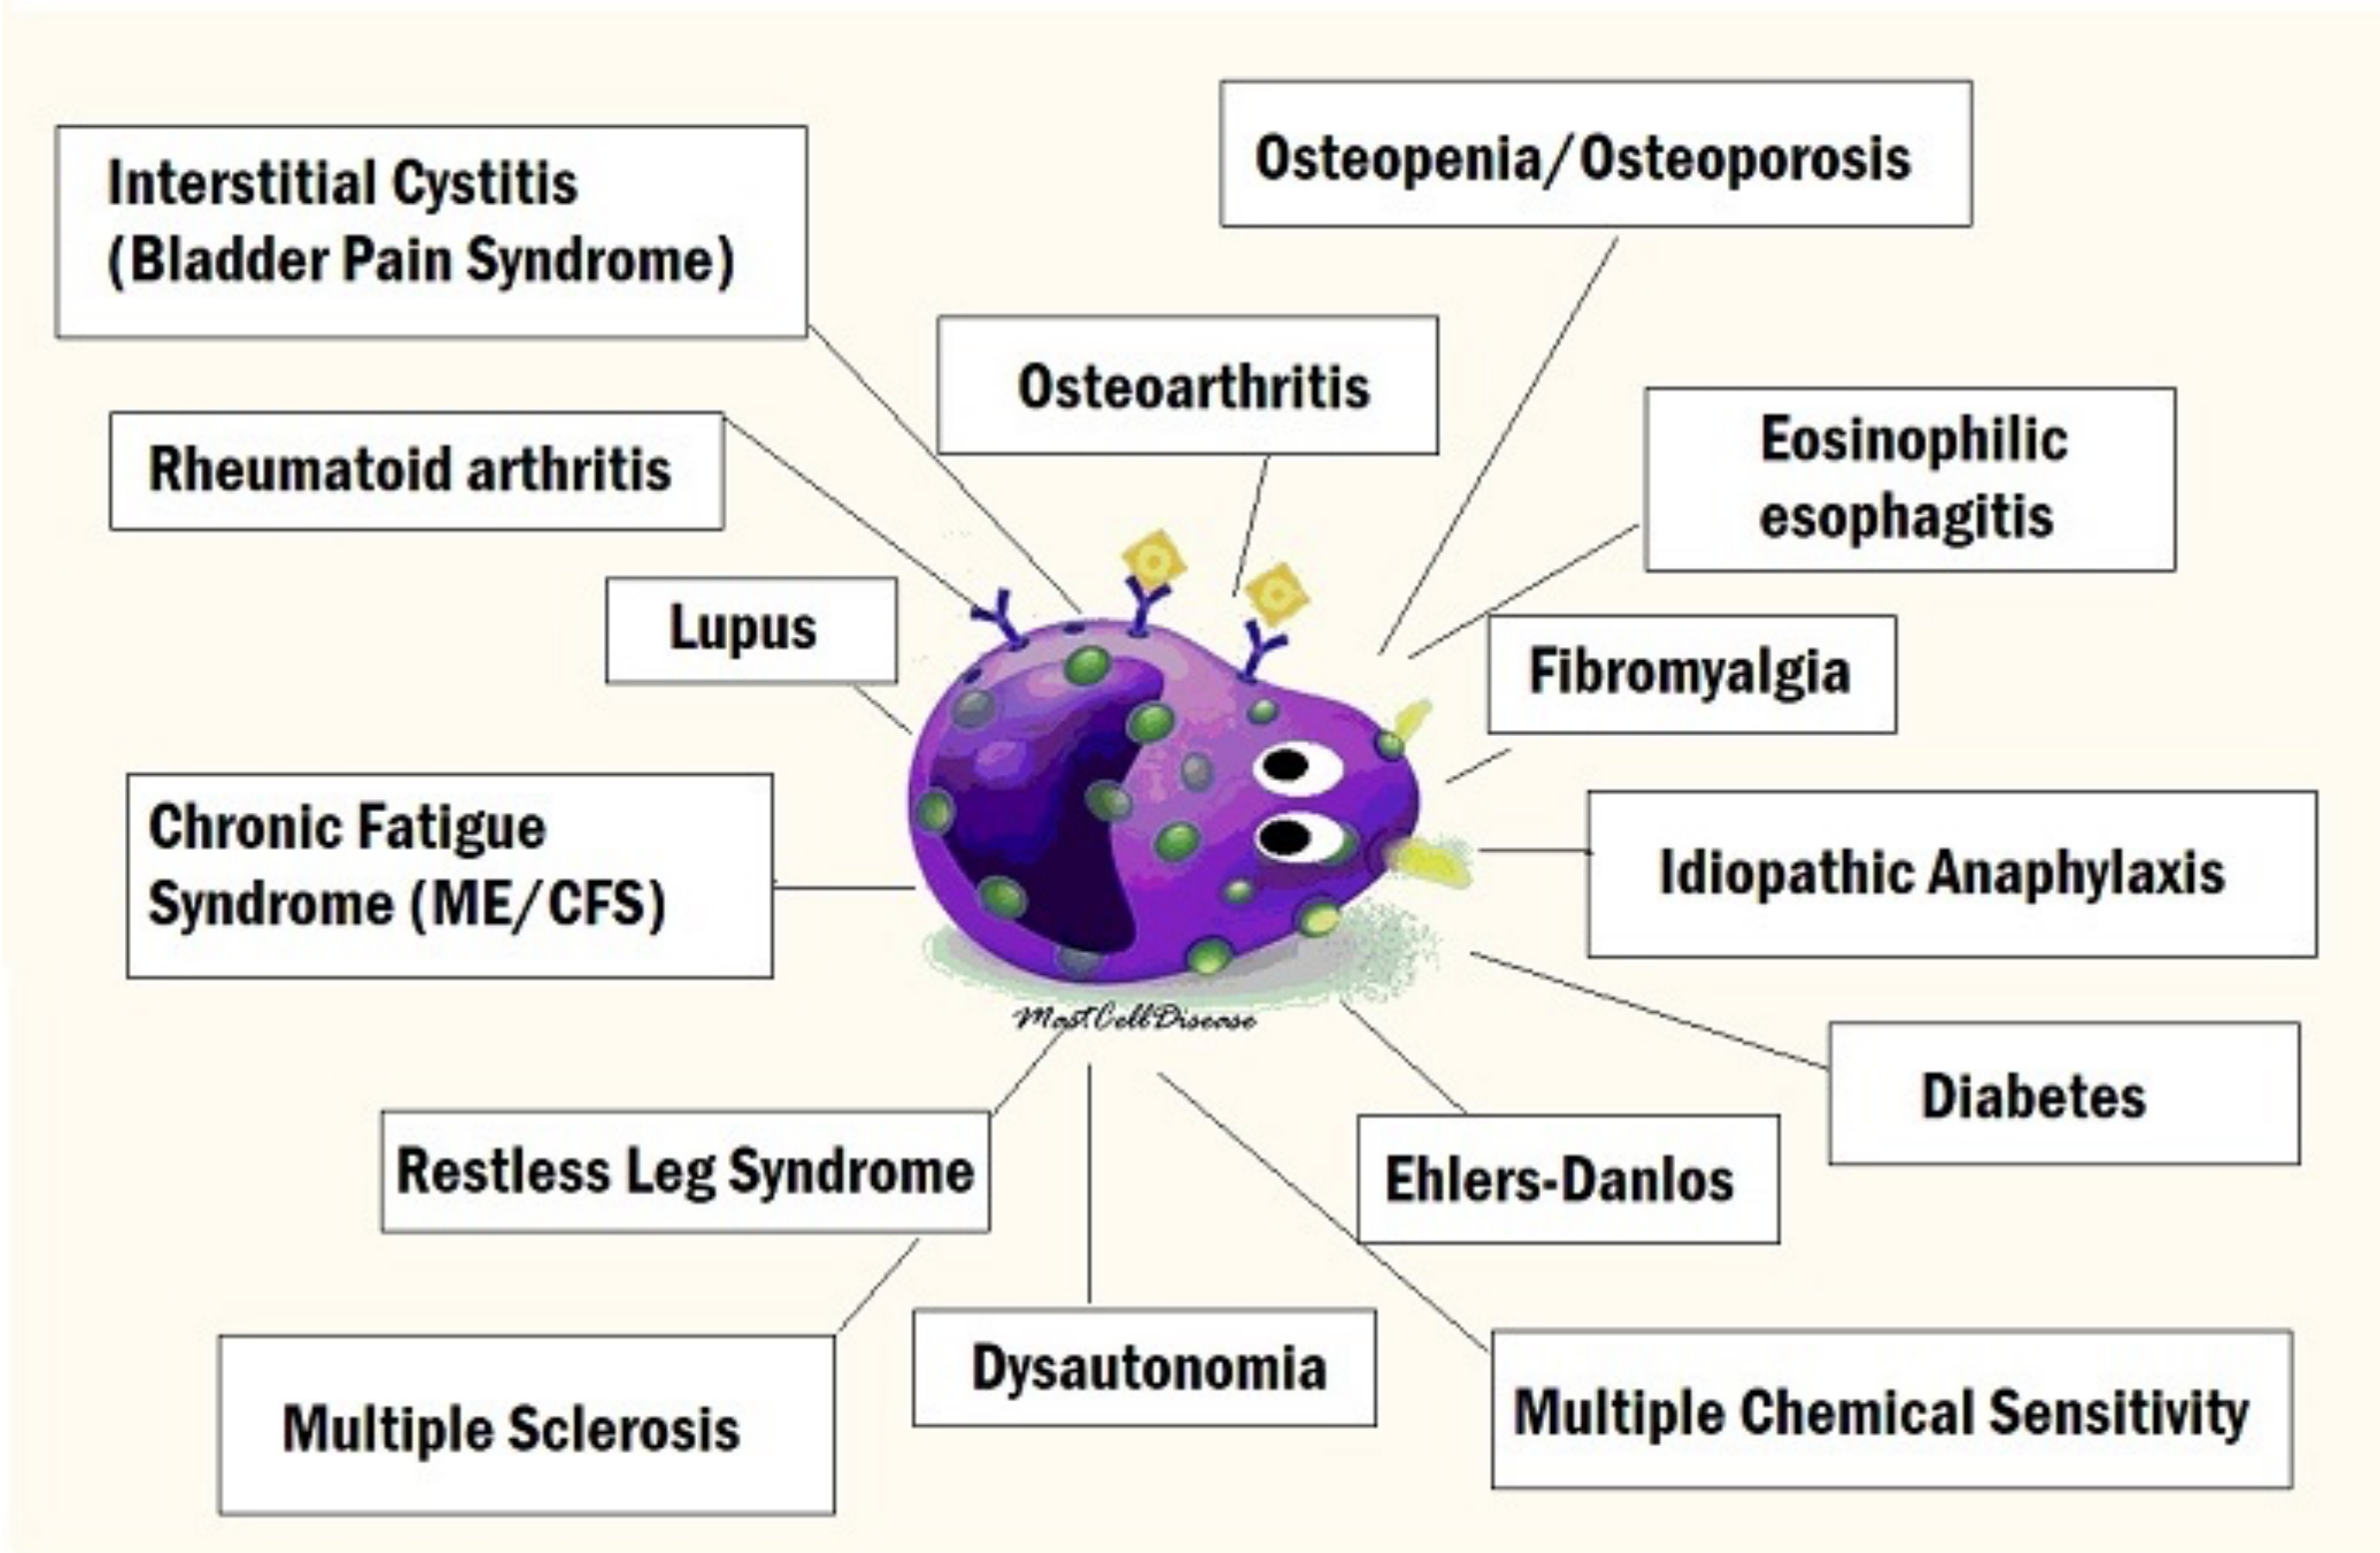 Osteopenia/Osteoporosis
Interstitial Cystitis
(Bladder Pain Syndrome)
Osteoarthritis
Eosinophilic
esophagitis
Rheumatoid arthritis
Lupus
Fibromyalgia
Chronic Fatigue
Syndrome (ME/CFS)
Idiopathic Anaphylaxis
MastCellDisease
Diabetes
Restless Leg Syndrome
Ehlers-Danlos
Dysautonomia
Multiple Sclerosis
Multiple Chemical Sensitivity